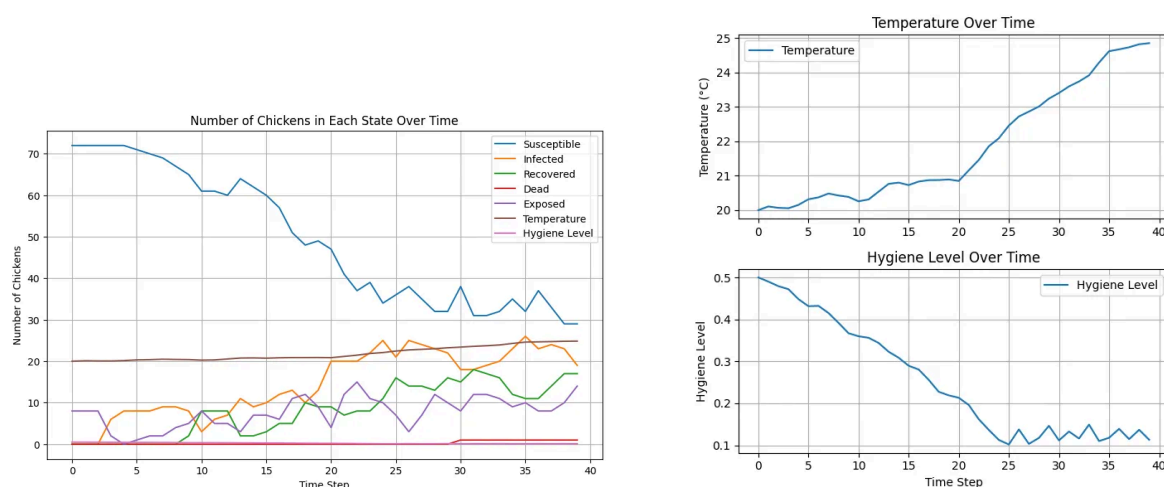 Number of Chickens in Each State Over Time
Number of Chickens
70
60
50
40
30
20
10
0
Susceptible
Infected
Recovered
Dead
Exposed
Temperature
Hygiene Level
0 5 10 15 20 25 30 35 40
Time Step
Temperature Over Time
Temperature (°C)
25
24
23
22
21
20
Temperature
0 5 10 15 20 25 30 35 40
Hygiene Level Over Time
Hygiene Level
0.5
0.4
0.3
0.2
0.1
Hygiene Level
0 5 10 15 20 25 30 35 40
Time Step